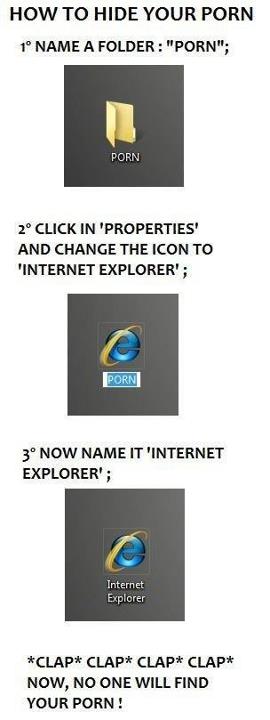 HOW TO HIDE YOUR PORN
1° NAME A FOLDER : "PORN";
PORN
2° CLICK IN 'PROPERTIES'
AND CHANGE THE ICON TO
'INTERNET EXPLORER' ;
PORN
3° NOW NAME IT 'INTERNET
EXPLORER' ;
Internet
Explorer
*CLAP* CLAP* CLAP* CLAP*
NOW, NO ONE WILL FIND
YOUR PORN !